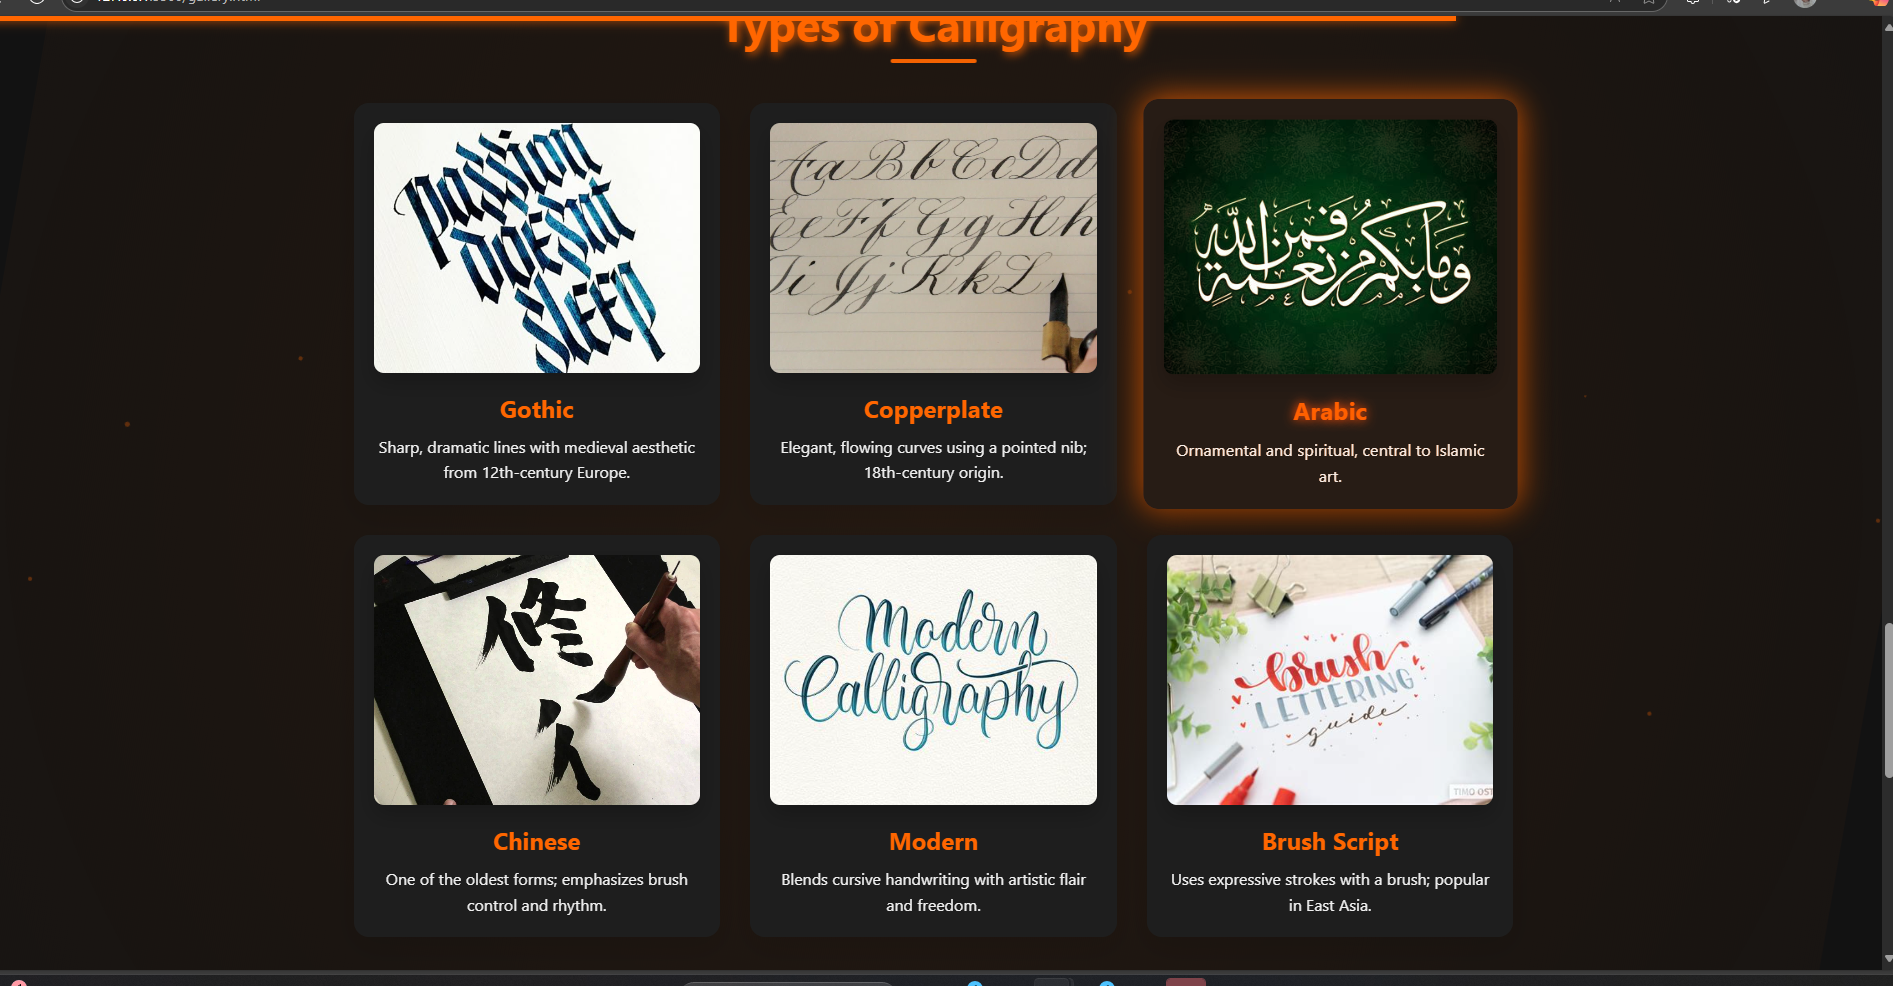 Types of Calligraphy
passion
doesnt
sleep
Aa Bb Cc Dd
Ee Ff Gg Hh
Ii Jj Kk L
وما بكم من نعمة فمن الله
Gothic
Sharp, dramatic lines with medieval aesthetic
from 12th-century Europe.
Copperplate
Elegant, flowing curves using a pointed nib;
18th-century origin.
Arabic
Ornamental and spiritual, central to Islamic
art.
修
人
Modern
Calligraphy
brush
LETTERING
guide
TIMO OST
Chinese
One of the oldest forms; emphasizes brush
control and rhythm.
Modern
Blends cursive handwriting with artistic flair
and freedom.
Brush Script
Uses expressive strokes with a brush; popular
in East Asia.